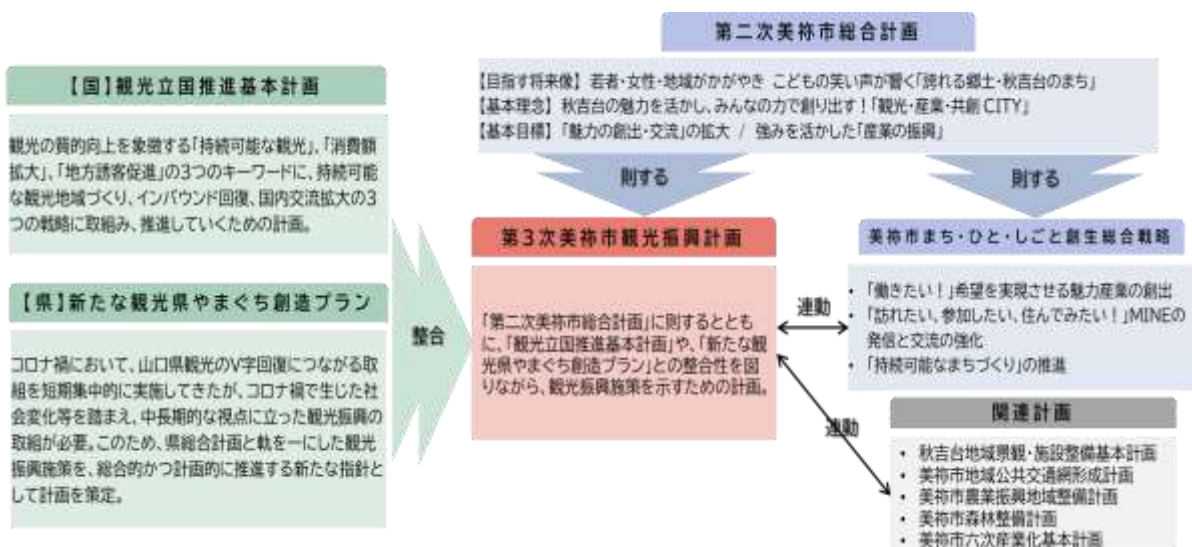 第二次美祢市総合計画
【目指す将来像】 若者・女性・地域がかがやき こどもの笑い声が響く「誇れる郷土・秋吉台のまち」
【基本理念】 秋吉台の魅力を活かし、みんなの力で創り出す！「観光・産業・共創CITY」
【基本目標】 「魅力の創出・交流」の拡大 / 強みを活かした「産業の振興」
則する
則する
【国】観光立国推進基本計画
観光の質的向上を象徴する「持続可能な観光」、「消費額
拡大」、「地方誘客促進」の3つのキーワードに、持続可能
な観光地域づくり、インバウンド回復、国内交流拡大の3
つの戦略に取組み、推進していくための計画。
【県】新たな観光県やまぐち創造プラン
コロナ禍において、山口県観光のV字回復につながる取
組を短期集中的に実施してきたが、コロナ禍で生じた社
会変化等を踏まえ、中長期的な視点に立った観光振興の
取組が必要。このため、県総合計画と軌を一にした観光
振興施策を、総合的かつ計画的に推進する新たな指針と
して計画を策定。
整合
第3次美祢市観光振興計画
「第二次美祢市総合計画」に則するととも
に、「観光立国推進基本計画」や、「新たな観
光県やまぐち創造プラン」との整合性を図
りながら、観光振興施策を示すための計画。
連動
連動
美祢市まち・ひと・しごと創生総合戦略
・ 「働きたい！」希望を実現させる魅力産業の創出
・ 「訪れたい、参加したい、住んでみたい！」MINEの
発信と交流の強化
・ 「持続可能なまちづくり」の推進
関連計画
・ 秋吉台地域景観・施設整備基本計画
・ 美祢市地域公共交通網形成計画
・ 美祢市農業振興地域整備計画
・ 美祢市森林整備計画
・ 美祢市六次産業化基本計画